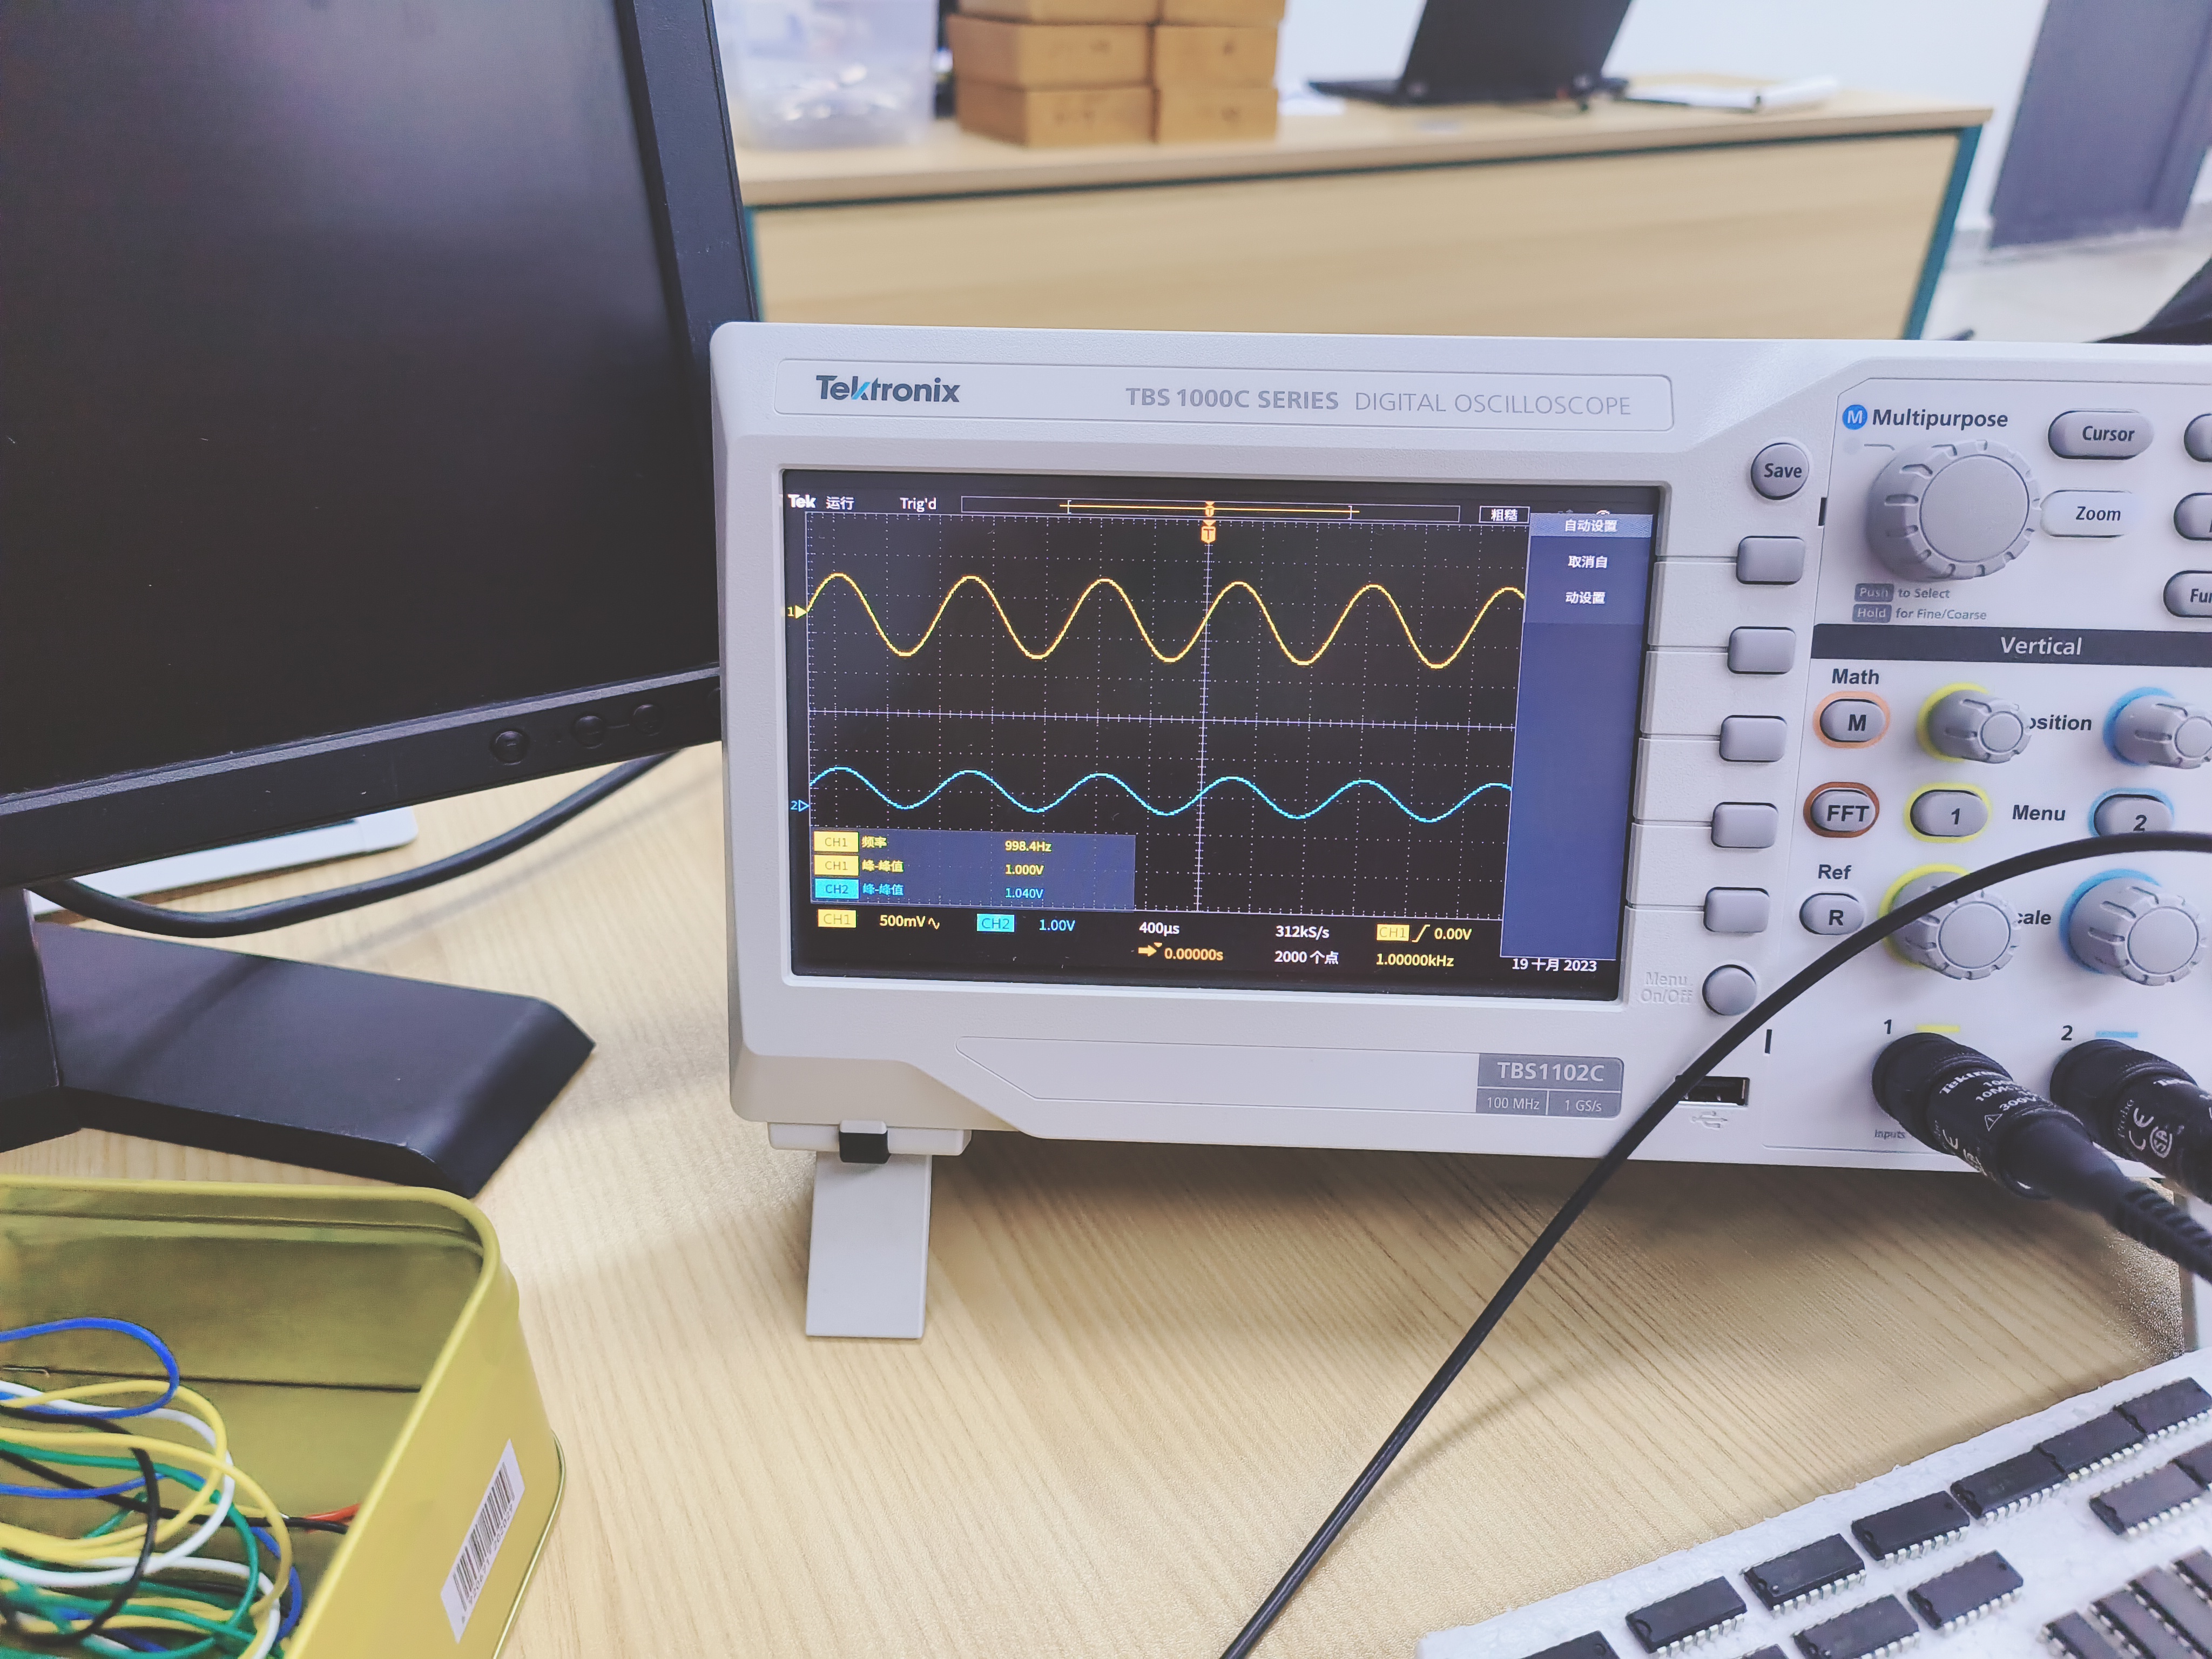 Tektronix TBS 1000C SERIES DIGITAL OSCILLOSCOPE
Tek 运行 Trig'd 粗糙
自动设置
取消自
动设置
1
2
CH1 频率 998.4Hz
CH1 峰-峰值 1.000V
CH2 峰-峰值 1.040V
CH1 500mV CH2 1.00V 400µs 312kS/s CH1 0.00V
0.00000s 2000 个点 1.00000kHz
19 十月 2023
TBS1102C
100 MHz 1 GS/s
Save
M Multipurpose
Cursor
Zoom
Push to Select
Hold for Fine/Coarse
Vertical
Math
M
FFT 1 Menu 2
Ref
R
Menu
On/Off
1 2
Inputs
Tektronix